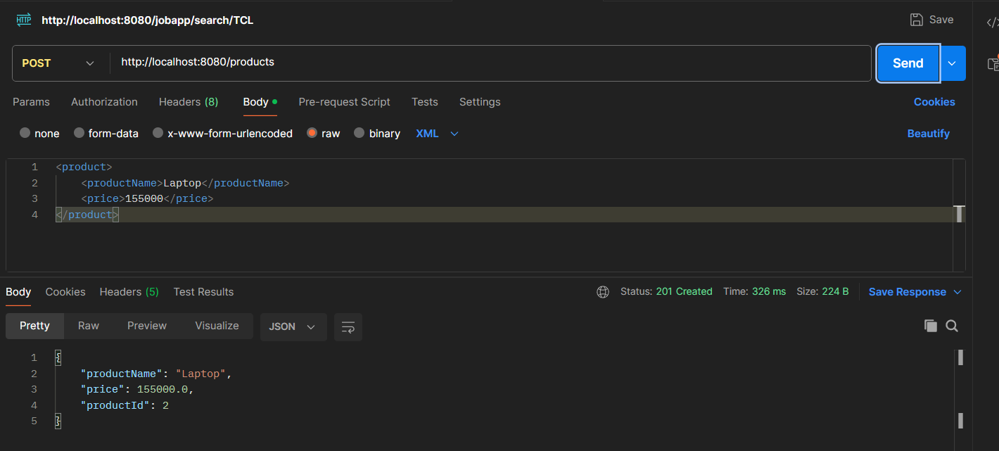 HTTP http://localhost:8080/jobapp/search/TCL Save
POST http://localhost:8080/products Send
Params Authorization Headers (8) Body Pre-request Script Tests Settings Cookies
none form-data x-www-form-urlencoded raw binary XML Beautify
1 <product>
2 <productName>Laptop</productName>
3 <price>155000</price>
4 </product>
Body Cookies Headers (5) Test Results Status: 201 Created Time: 326 ms Size: 224 B Save Response
Pretty Raw Preview Visualize JSON
1 {
2 "productName": "Laptop",
3 "price": 155000.0,
4 "productId": 2
5 }